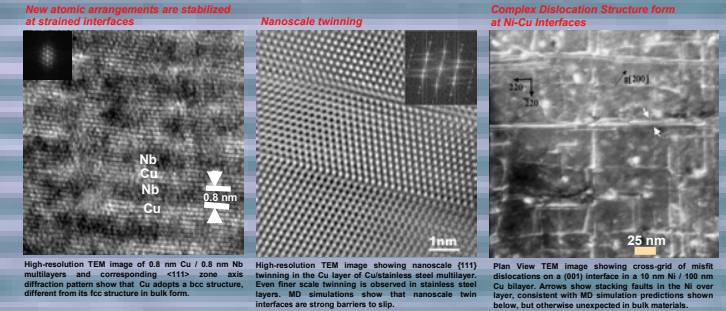 New atomic arrangements are stabilized
at strained interfaces
Nb
Cu
Nb
Cu
0.8 nm
High-resolution TEM image of 0.8 nm Cu / 0.8 nm Nb
multilayers and corresponding <111> zone axis
diffraction pattern show that Cu adopts a bcc structure,
different from its fcc structure in bulk form.
Nanoscale twinning
1nm
High-resolution TEM image showing nanoscale {111}
twinning in the Cu layer of Cu/stainless steel multilayer.
Even finer scale twinning is observed in stainless steel
layers. MD simulations show that nanoscale twin
interfaces are strong barriers to slip.
Complex Dislocation Structure form
at Ni-Cu Interfaces
g[200]
220
220
25 nm
Plan View TEM image showing cross-grid of misfit
dislocations on a (001) interface in a 10 nm Ni / 100 nm
Cu bilayer. Arrows show stacking faults in the Ni over
layer, consistent with MD simulation predictions shown
below, but otherwise unexpected in bulk materials.